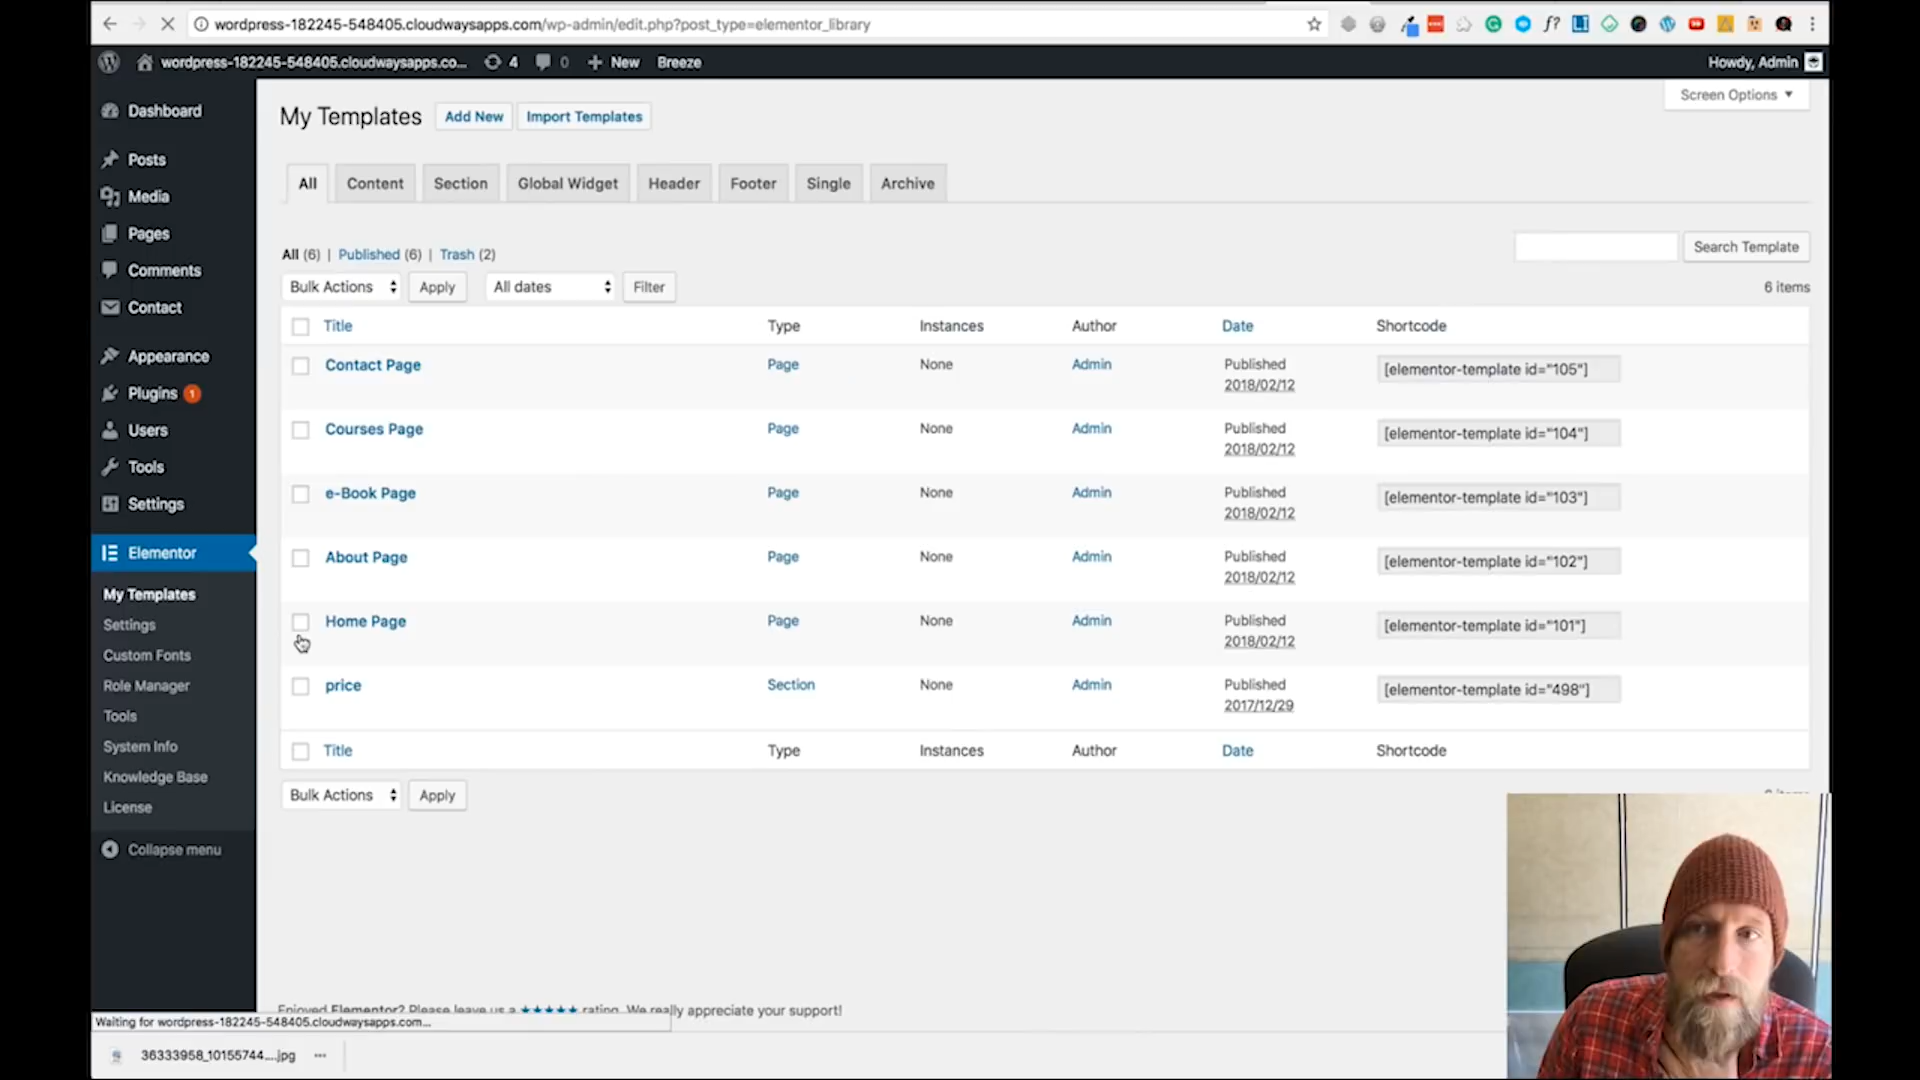 wordpress-182245-548405.cloudwaysapps.com/wp-admin/edit.php?post_type=elementor_library
wordpress-182245-548405.cloudwaysapps.co... 4 0 New Breeze Howdy, Admin
Screen Options
My Templates Add New Import Templates
All Content Section Global Widget Header Footer Single Archive
All (6) | Published (6) | Trash (2)
Search Template
Bulk Actions Apply All dates Filter 6 items
Title Type Instances Author Date Shortcode
Contact Page Page None Admin Published 2018/02/12 [elementor-template id="105"]
Courses Page Page None Admin Published 2018/02/12 [elementor-template id="104"]
e-Book Page Page None Admin Published 2018/02/12 [elementor-template id="103"]
About Page Page None Admin Published 2018/02/12 [elementor-template id="102"]
Home Page Page None Admin Published 2018/02/12 [elementor-template id="101"]
price Section None Admin Published 2017/12/29 [elementor-template id="498"]
Title Type Instances Author Date Shortcode
Bulk Actions Apply
Dashboard
Posts
Media
Pages
Comments
Contact
Appearance
Plugins 1
Users
Tools
Settings
Elementor
My Templates
Settings
Custom Fonts
Role Manager
Tools
System Info
Knowledge Base
License
Collapse menu
Enjoyed Elementor? Please leave us a ★★★★★ rating. We really appreciate your support!
Waiting for wordpress-182245-548405.cloudwaysapps.com...
36333958_10155744....jpg